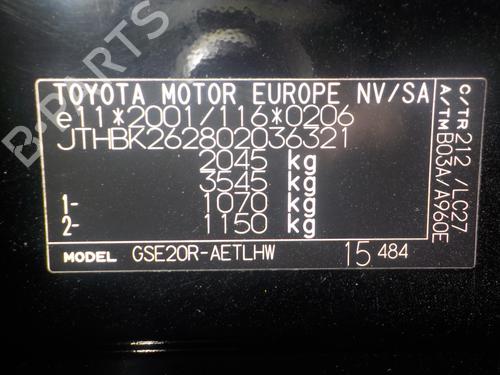 TOYOTA MOTOR EUROPE NV/SA
e11*2001/116*0206
JTHBK262802036321
2045 kg
3545 kg
1- 1070 kg
2- 1150 kg
MODEL GSE20R-AETLHW 15 484
C/TR 212 /LC27
A/TM B03A/A960E
B-PARTS